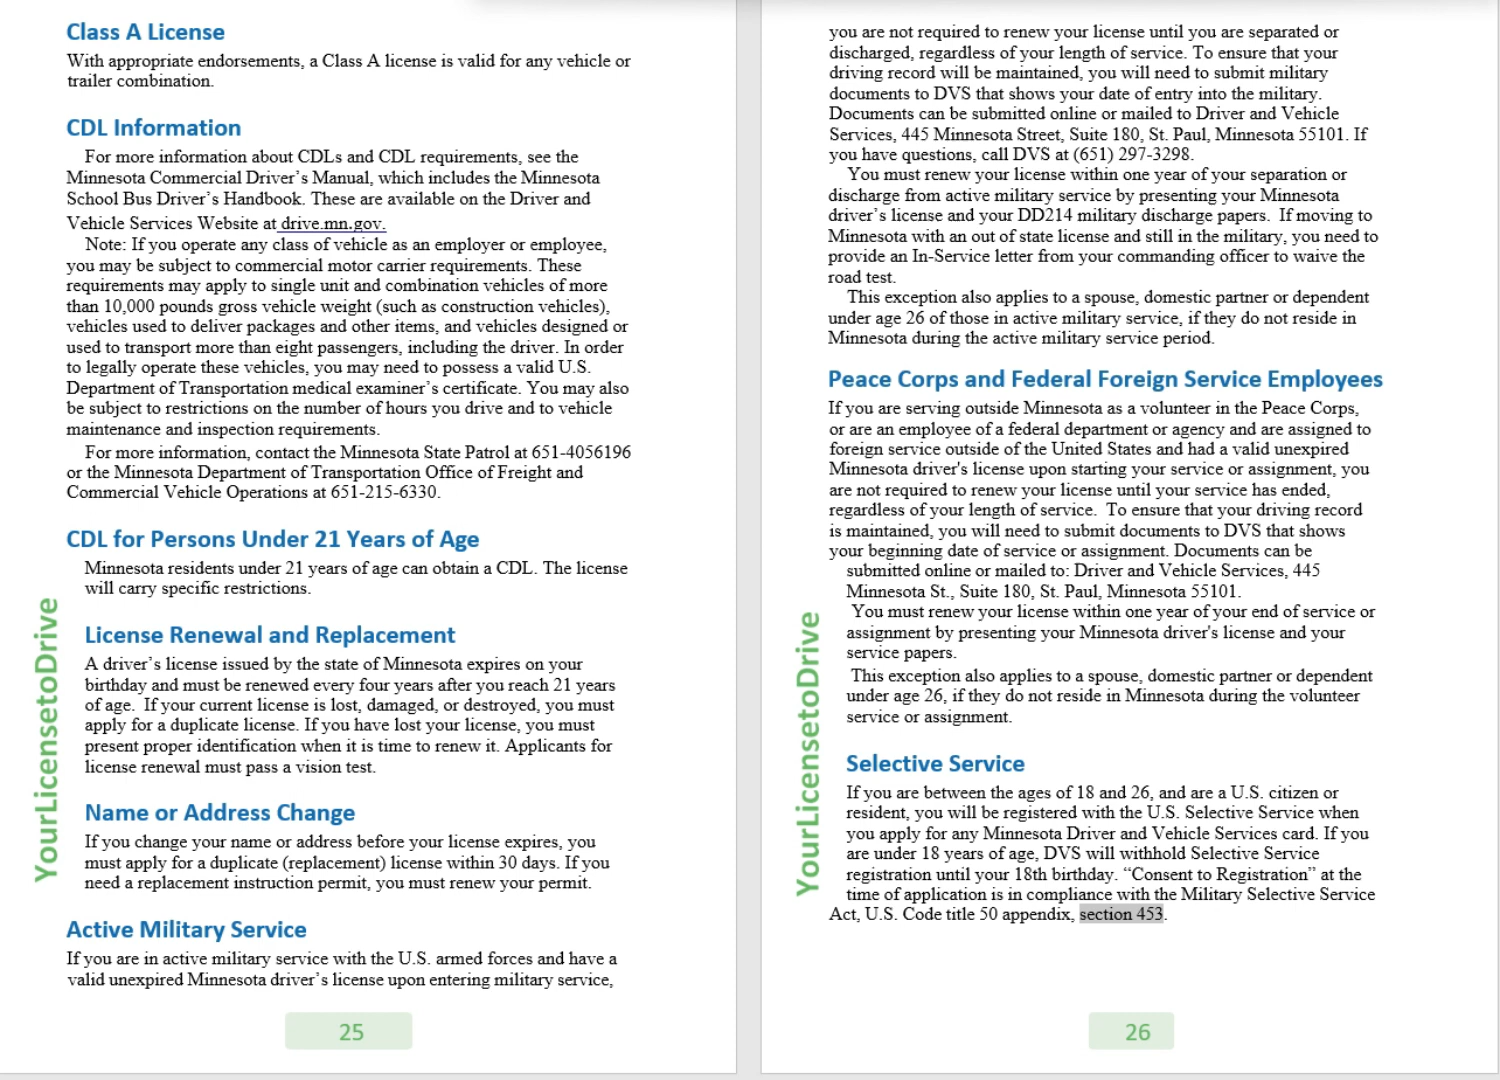 Class A License
With appropriate endorsements, a Class A license is valid for any vehicle or
trailer combination.
CDL Information
For more information about CDLs and CDL requirements, see the
Minnesota Commercial Driver's Manual, which includes the Minnesota
School Bus Driver's Handbook. These are available on the Driver and
Vehicle Services Website at drive.mn.gov.
Note: If you operate any class of vehicle as an employer or employee,
you may be subject to commercial motor carrier requirements. These
requirements may apply to single unit and combination vehicles of more
than 10,000 pounds gross vehicle weight (such as construction vehicles),
vehicles used to deliver packages and other items, and vehicles designed or
used to transport more than eight passengers, including the driver. In order
to legally operate these vehicles, you may need to possess a valid U.S.
Department of Transportation medical examiner's certificate. You may also
be subject to restrictions on the number of hours you drive and to vehicle
maintenance and inspection requirements.
For more information, contact the Minnesota State Patrol at 651-4056196
or the Minnesota Department of Transportation Office of Freight and
Commercial Vehicle Operations at 651-215-6330.
CDL for Persons Under 21 Years of Age
Minnesota residents under 21 years of age can obtain a CDL. The license
will carry specific restrictions.
License Renewal and Replacement
A driver's license issued by the state of Minnesota expires on your
birthday and must be renewed every four years after you reach 21 years
of age. If your current license is lost, damaged, or destroyed, you must
apply for a duplicate license. If you have lost your license, you must
present proper identification when it is time to renew it. Applicants for
license renewal must pass a vision test.
Name or Address Change
If you change your name or address before your license expires, you
must apply for a duplicate (replacement) license within 30 days. If you
need a replacement instruction permit, you must renew your permit.
Active Military Service
If you are in active military service with the U.S. armed forces and have a
valid unexpired Minnesota driver's license upon entering military service,
YourLicensetoDrive
25
you are not required to renew your license until you are separated or
discharged, regardless of your length of service. To ensure that your
driving record will be maintained, you will need to submit military
documents to DVS that shows your date of entry into the military.
Documents can be submitted online or mailed to Driver and Vehicle
Services, 445 Minnesota Street, Suite 180, St. Paul, Minnesota 55101. If
you have questions, call DVS at (651) 297-3298.
You must renew your license within one year of your separation or
discharge from active military service by presenting your Minnesota
driver's license and your DD214 military discharge papers. If moving to
Minnesota with an out of state license and still in the military, you need to
provide an In-Service letter from your commanding officer to waive the
road test.
This exception also applies to a spouse, domestic partner or dependent
under age 26 of those in active military service, if they do not reside in
Minnesota during the active military service period.
Peace Corps and Federal Foreign Service Employees
If you are serving outside Minnesota as a volunteer in the Peace Corps,
or are an employee of a federal department or agency and are assigned to
foreign service outside of the United States and had a valid unexpired
Minnesota driver's license upon starting your service or assignment, you
are not required to renew your license until your service has ended,
regardless of your length of service. To ensure that your driving record
is maintained, you will need to submit documents to DVS that shows
your beginning date of service or assignment. Documents can be
submitted online or mailed to: Driver and Vehicle Services, 445
Minnesota St., Suite 180, St. Paul, Minnesota 55101.
You must renew your license within one year of your end of service or
assignment by presenting your Minnesota driver's license and your
service papers.
This exception also applies to a spouse, domestic partner or dependent
under age 26, if they do not reside in Minnesota during the volunteer
service or assignment.
Selective Service
If you are between the ages of 18 and 26, and are a U.S. citizen or
resident, you will be registered with the U.S. Selective Service when
you apply for any Minnesota Driver and Vehicle Services card. If you
are under 18 years of age, DVS will withhold Selective Service
registration until your 18th birthday. “Consent to Registration” at the
time of application is in compliance with the Military Selective Service
Act, U.S. Code title 50 appendix, section 453.
YourLicensetoDrive
26